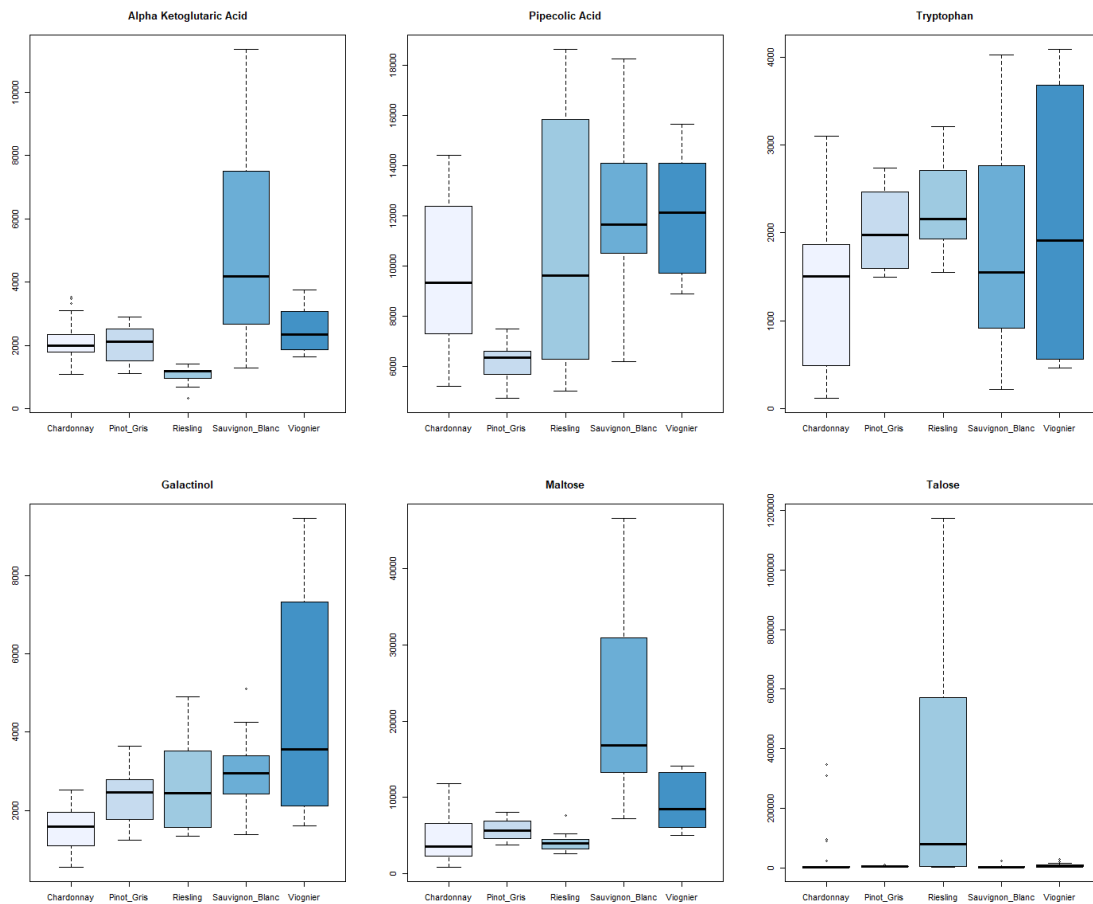 Alpha Ketoglutaric Acid
10000
8000
6000
4000
2000
0
Chardonnay Pinot_Gris Riesling Sauvignon_Blanc Viognier
Pipecolic Acid
18000
16000
14000
12000
10000
8000
6000
Chardonnay Pinot_Gris Riesling Sauvignon_Blanc Viognier
Tryptophan
4000
3000
2000
1000
0
Chardonnay Pinot_Gris Riesling Sauvignon_Blanc Viognier
Galactinol
8000
6000
4000
2000
Chardonnay Pinot_Gris Riesling Sauvignon_Blanc Viognier
Maltose
40000
30000
20000
10000
0
Chardonnay Pinot_Gris Riesling Sauvignon_Blanc Viognier
Talose
1200000
1000000
800000
600000
400000
200000
0
Chardonnay Pinot_Gris Riesling Sauvignon_Blanc Viognier